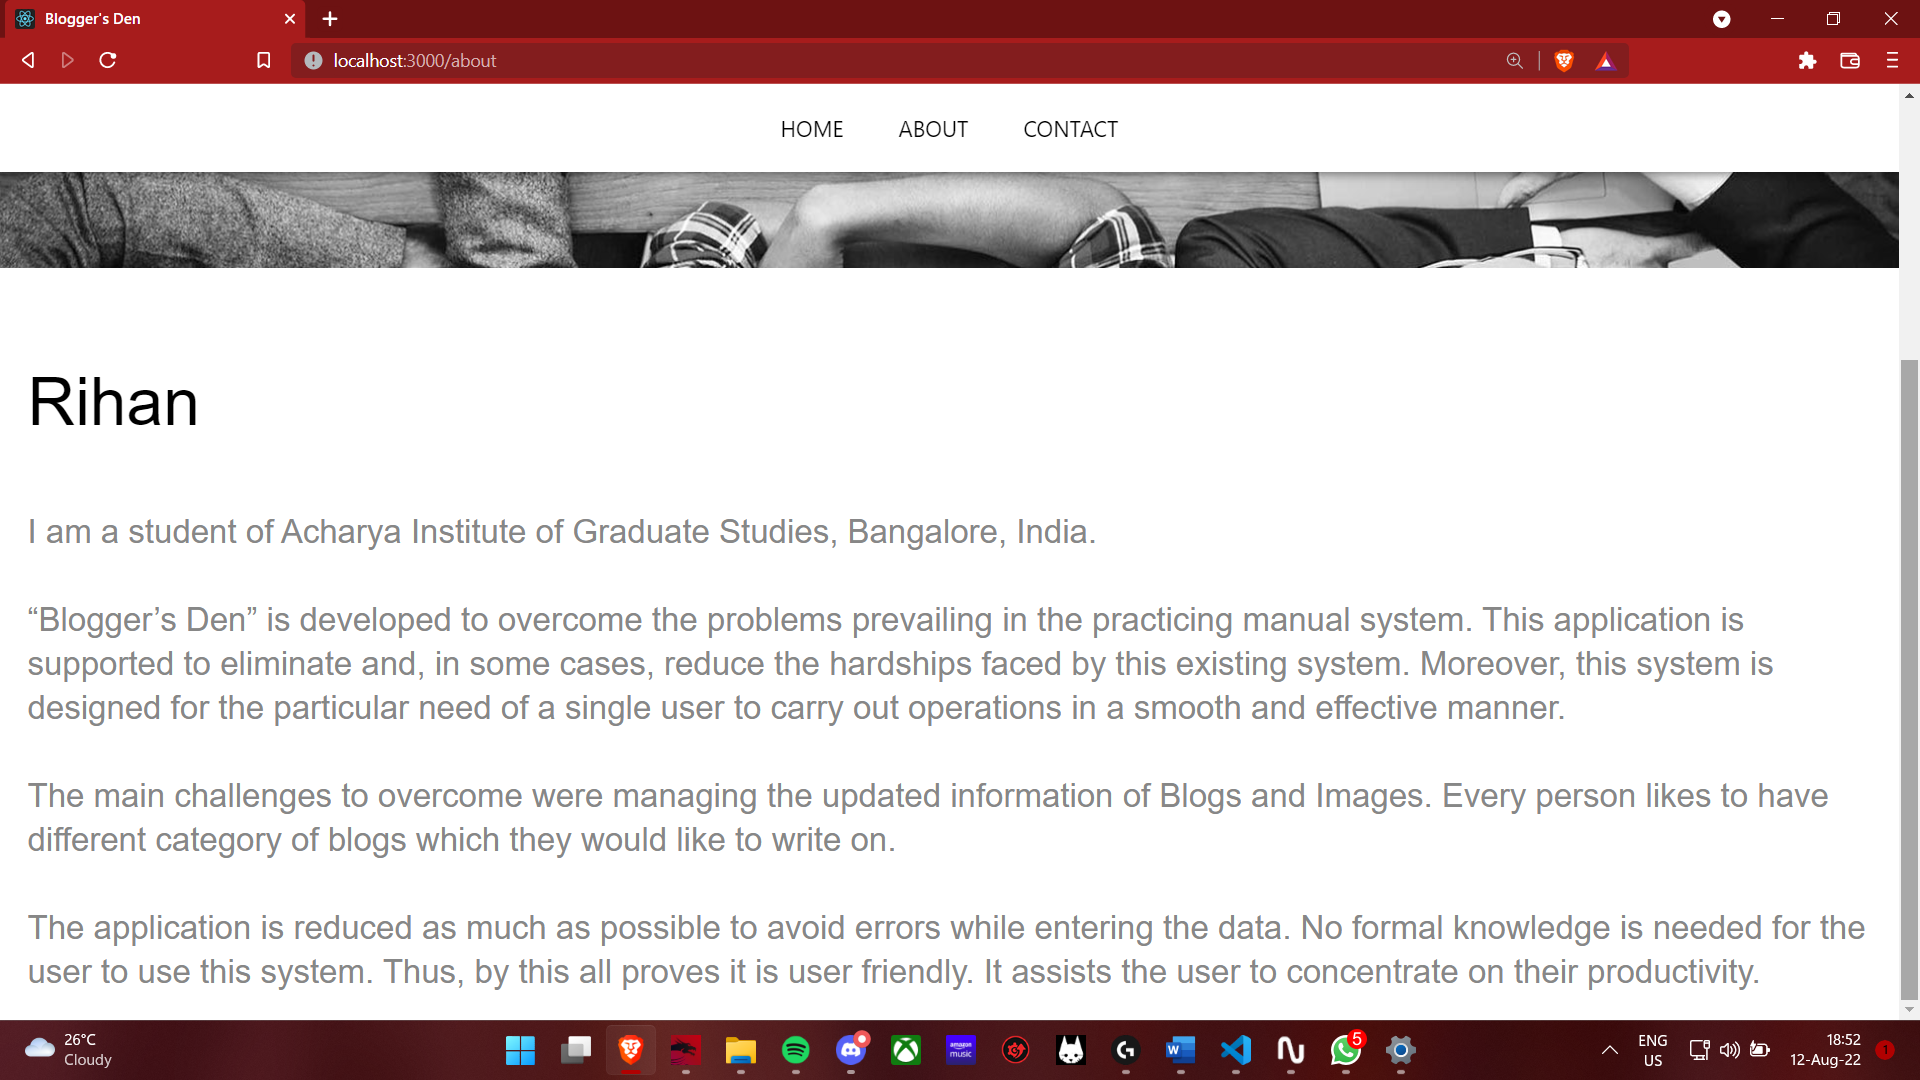 Blogger's Den
localhost:3000/about
HOME ABOUT CONTACT
Rihan
I am a student of Acharya Institute of Graduate Studies, Bangalore, India.
“Blogger’s Den” is developed to overcome the problems prevailing in the practicing manual system. This application is
supported to eliminate and, in some cases, reduce the hardships faced by this existing system. Moreover, this system is
designed for the particular need of a single user to carry out operations in a smooth and effective manner.
The main challenges to overcome were managing the updated information of Blogs and Images. Every person likes to have
different category of blogs which they would like to write on.
The application is reduced as much as possible to avoid errors while entering the data. No formal knowledge is needed for the
user to use this system. Thus, by this all proves it is user friendly. It assists the user to concentrate on their productivity.
26°C
Cloudy
amazon
music
W
5
ENG
US
18:52
12-Aug-22
1